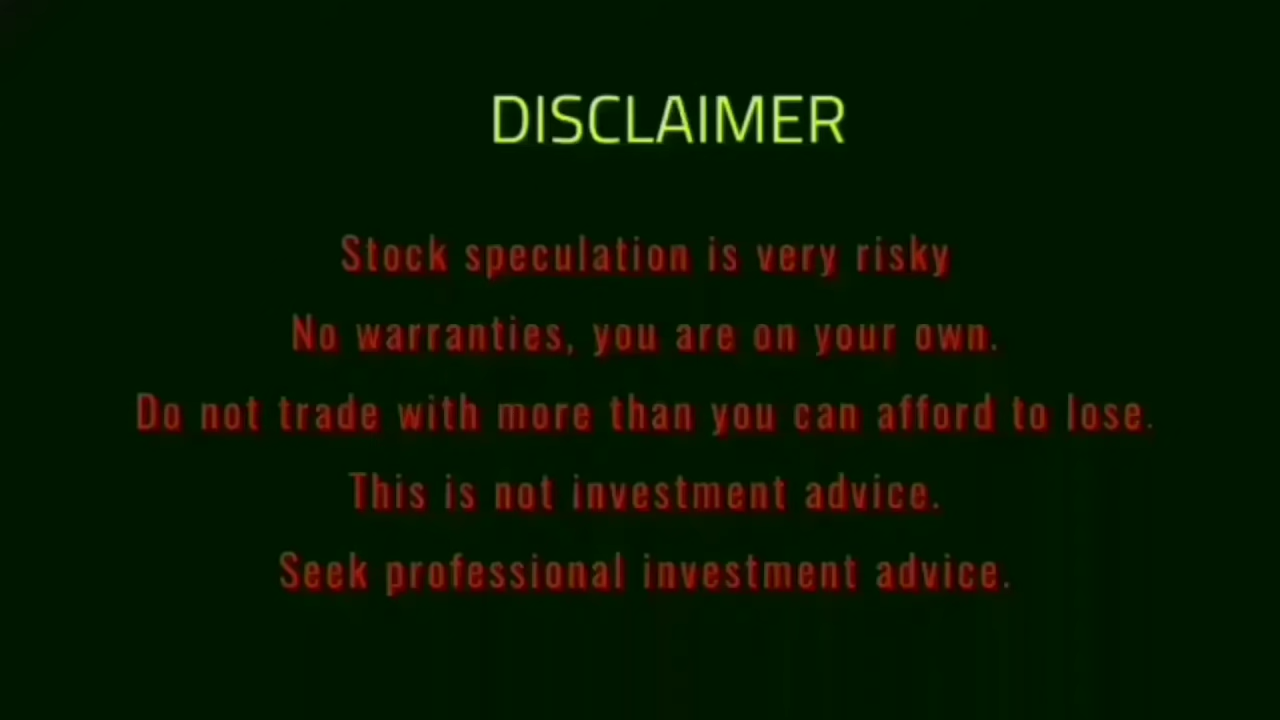 DISCLAIMER
Stock speculation is very risky
No warranties, you are on your own.
Do not trade with more than you can afford to lose.
This is not investment advice.
Seek professional investment advice.